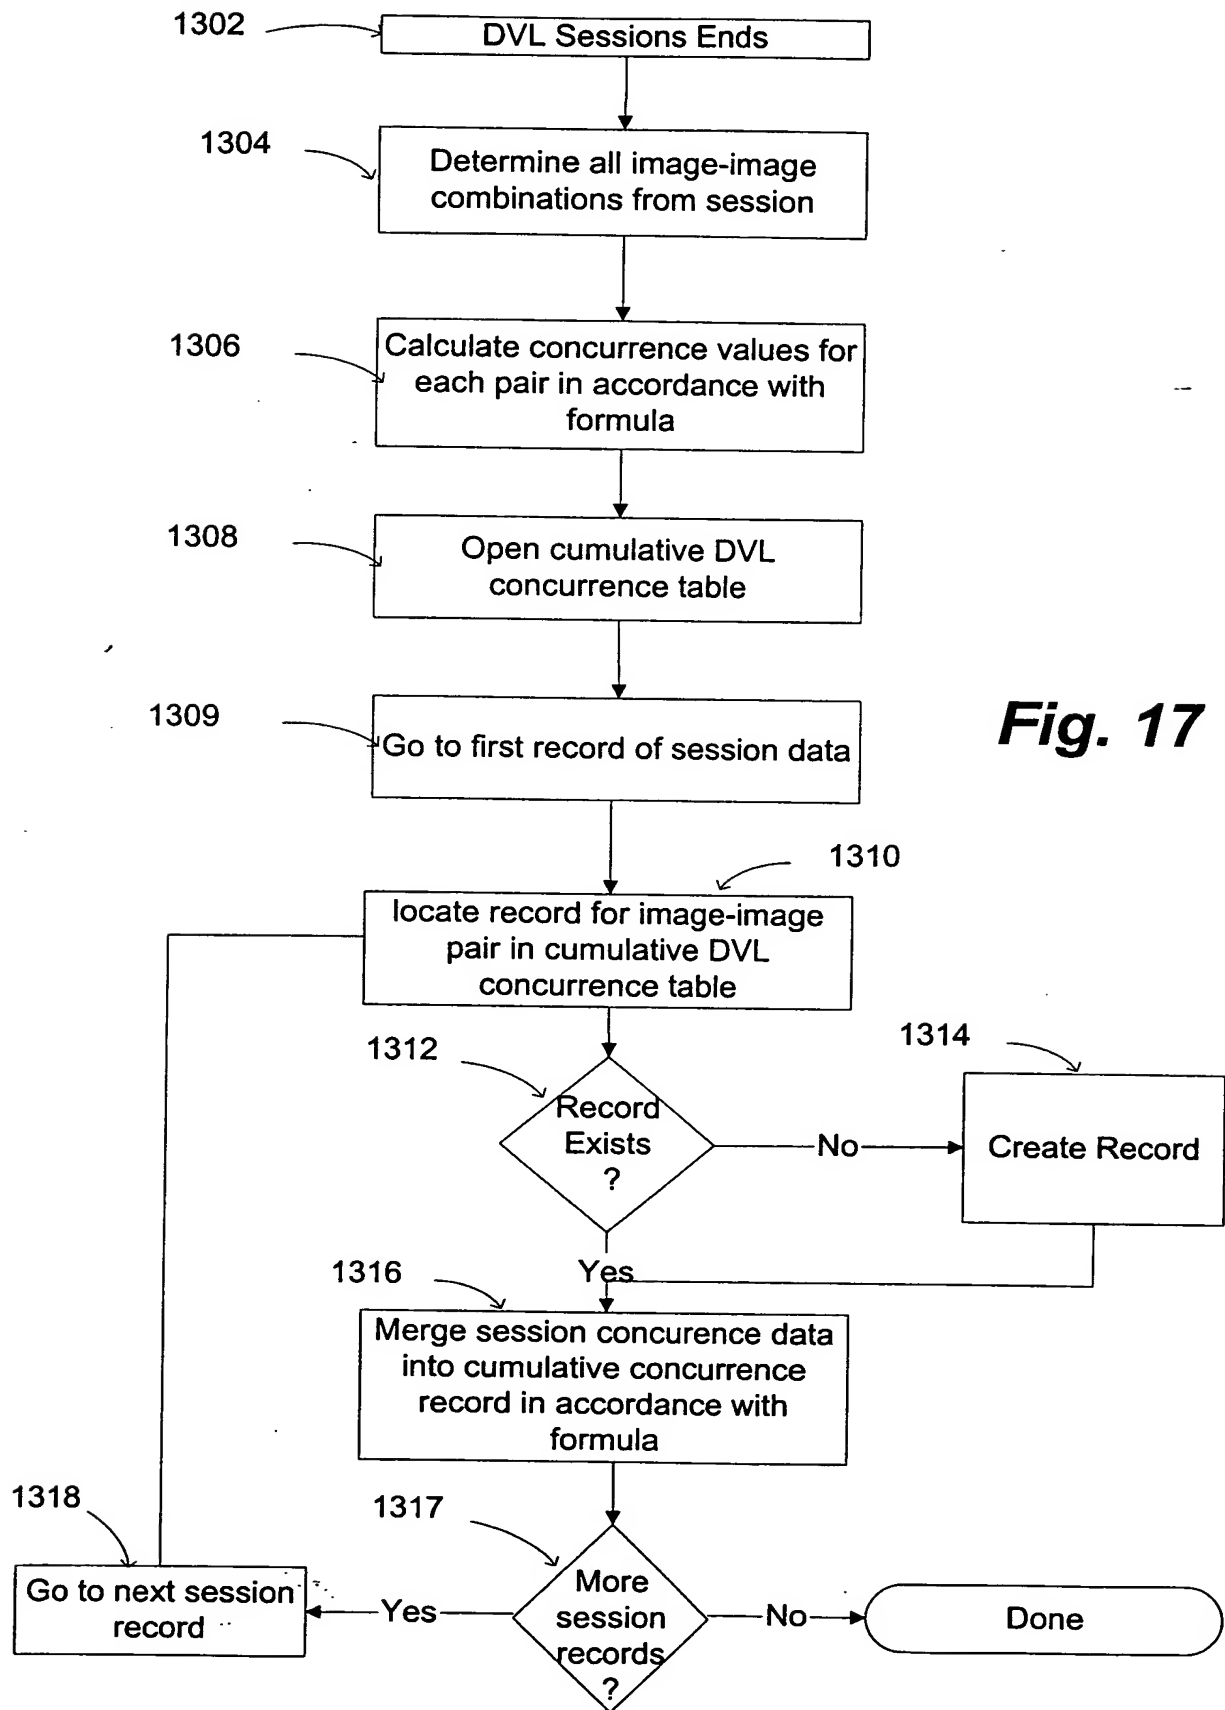 1302
DVL Sessions Ends
1304
Determine all image-image
combinations from session
1306
Calculate concurrence values for
each pair in accordance with
formula
1308
Open cumulative DVL
concurrence table
1309
Go to first record of session data
Fig. 17
1310
locate record for image-image
pair in cumulative DVL
concurrence table
1312
Record
Exists
?
No
1314
Create Record
Yes
1316
Merge session concurence data
into cumulative concurrence
record in accordance with
formula
1317
More
session
records
?
Yes
1318
Go to next session
record
No
Done